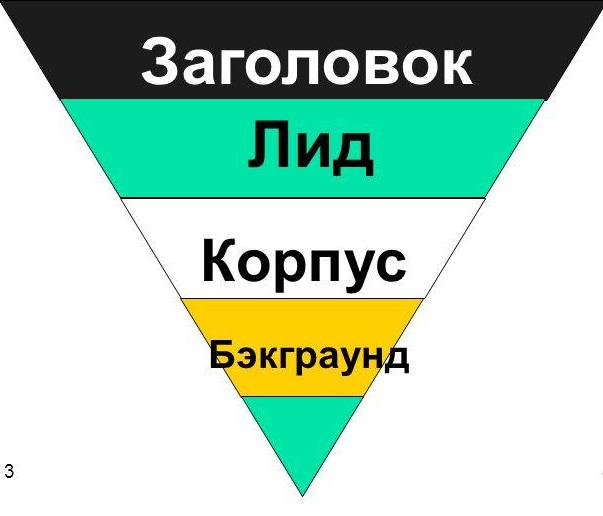 Заголовок
Лид
Корпус
Бэкграунд
3